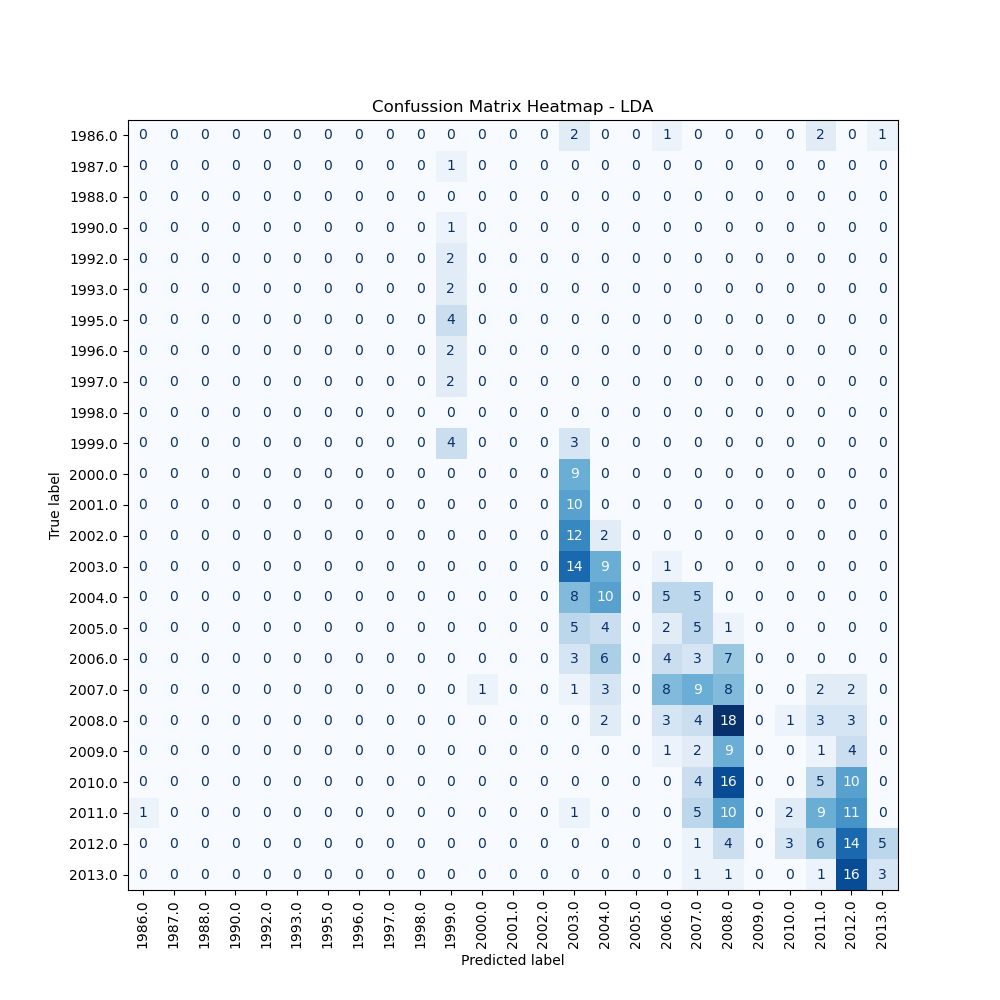 Confussion Matrix Heatmap - LDA
1986.0 0 0 0 0 0 0 0 0 0 0 0 0 0 0 2 0 0 1 0 0 0 0 2 0 1
1987.0 0 0 0 0 0 0 0 0 0 0 1 0 0 0 0 0 0 0 0 0 0 0 0 0 0
1988.0 0 0 0 0 0 0 0 0 0 0 0 0 0 0 0 0 0 0 0 0 0 0 0 0 0
1990.0 0 0 0 0 0 0 0 0 0 0 1 0 0 0 0 0 0 0 0 0 0 0 0 0 0
1992.0 0 0 0 0 0 0 0 0 0 0 2 0 0 0 0 0 0 0 0 0 0 0 0 0 0
1993.0 0 0 0 0 0 0 0 0 0 0 2 0 0 0 0 0 0 0 0 0 0 0 0 0 0
1995.0 0 0 0 0 0 0 0 0 0 0 4 0 0 0 0 0 0 0 0 0 0 0 0 0 0
1996.0 0 0 0 0 0 0 0 0 0 0 2 0 0 0 0 0 0 0 0 0 0 0 0 0 0
1997.0 0 0 0 0 0 0 0 0 0 0 2 0 0 0 0 0 0 0 0 0 0 0 0 0 0
1998.0 0 0 0 0 0 0 0 0 0 0 0 0 0 0 0 0 0 0 0 0 0 0 0 0 0
1999.0 0 0 0 0 0 0 0 0 0 0 4 0 0 0 3 0 0 0 0 0 0 0 0 0 0
2000.0 0 0 0 0 0 0 0 0 0 0 0 0 0 0 9 0 0 0 0 0 0 0 0 0 0
2001.0 0 0 0 0 0 0 0 0 0 0 0 0 0 0 10 0 0 0 0 0 0 0 0 0 0
2002.0 0 0 0 0 0 0 0 0 0 0 0 0 0 0 12 2 0 0 0 0 0 0 0 0 0
2003.0 0 0 0 0 0 0 0 0 0 0 0 0 0 0 14 9 0 1 0 0 0 0 0 0 0
2004.0 0 0 0 0 0 0 0 0 0 0 0 0 0 0 8 10 0 5 5 0 0 0 0 0 0
2005.0 0 0 0 0 0 0 0 0 0 0 0 0 0 0 5 4 0 2 5 1 0 0 0 0 0
2006.0 0 0 0 0 0 0 0 0 0 0 0 0 0 0 3 6 0 4 3 7 0 0 0 0 0
2007.0 0 0 0 0 0 0 0 0 0 0 0 1 0 0 1 3 0 8 9 8 0 0 2 2 0
2008.0 0 0 0 0 0 0 0 0 0 0 0 0 0 0 0 2 0 3 4 18 0 1 3 3 0
2009.0 0 0 0 0 0 0 0 0 0 0 0 0 0 0 0 0 0 1 2 9 0 0 1 4 0
2010.0 0 0 0 0 0 0 0 0 0 0 0 0 0 0 0 0 0 0 4 16 0 0 5 10 0
2011.0 1 0 0 0 0 0 0 0 0 0 0 0 0 0 1 0 0 0 5 10 0 2 9 11 0
2012.0 0 0 0 0 0 0 0 0 0 0 0 0 0 0 0 0 0 0 1 4 0 3 6 14 5
2013.0 0 0 0 0 0 0 0 0 0 0 0 0 0 0 0 0 0 0 1 1 0 0 1 16 3
True label
1986.0 1987.0 1988.0 1990.0 1992.0 1993.0 1995.0 1996.0 1997.0 1998.0 1999.0 2000.0 2001.0 2002.0 2003.0 2004.0 2005.0 2006.0 2007.0 2008.0 2009.0 2010.0 2011.0 2012.0 2013.0
Predicted label